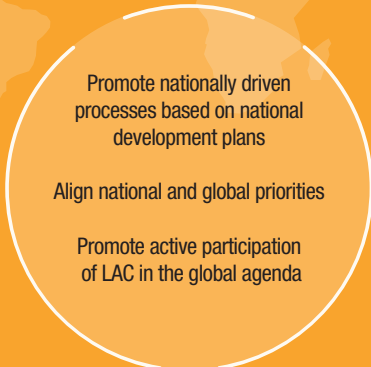 Promote nationally driven
processes based on national
development plans
Align national and global priorities
Promote active participation
of LAC in the global agenda